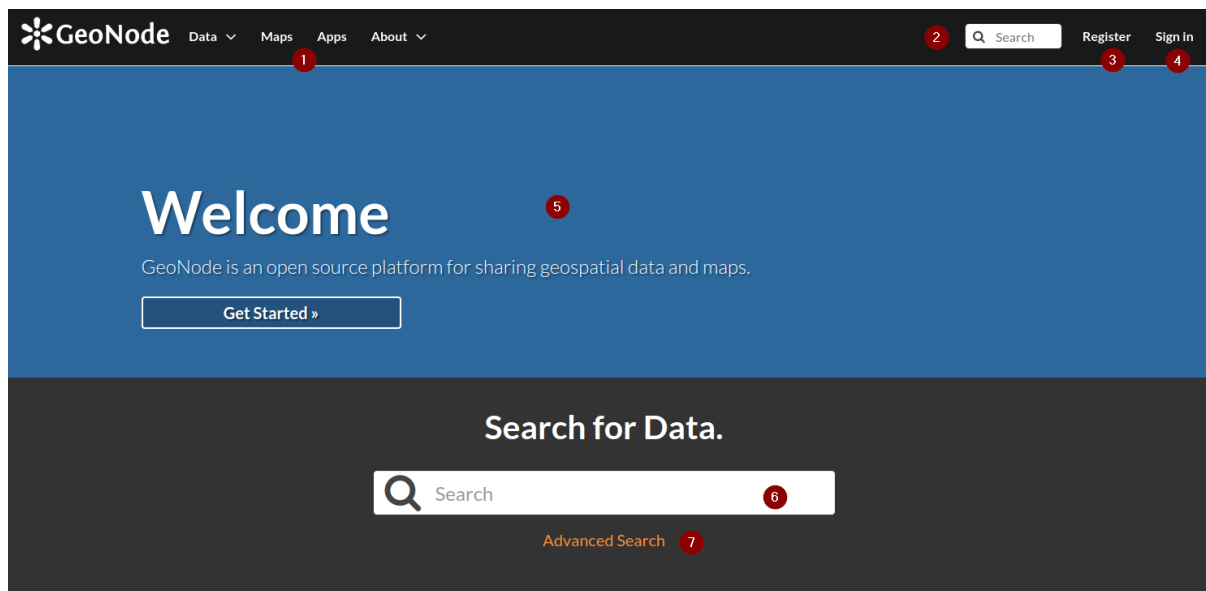 GeoNode Data Maps Apps About 2 Search Register Sign in
1 3 4
Welcome 5
GeoNode is an open source platform for sharing geospatial data and maps.
Get Started »
Search for Data.
Search 6
Advanced Search 7